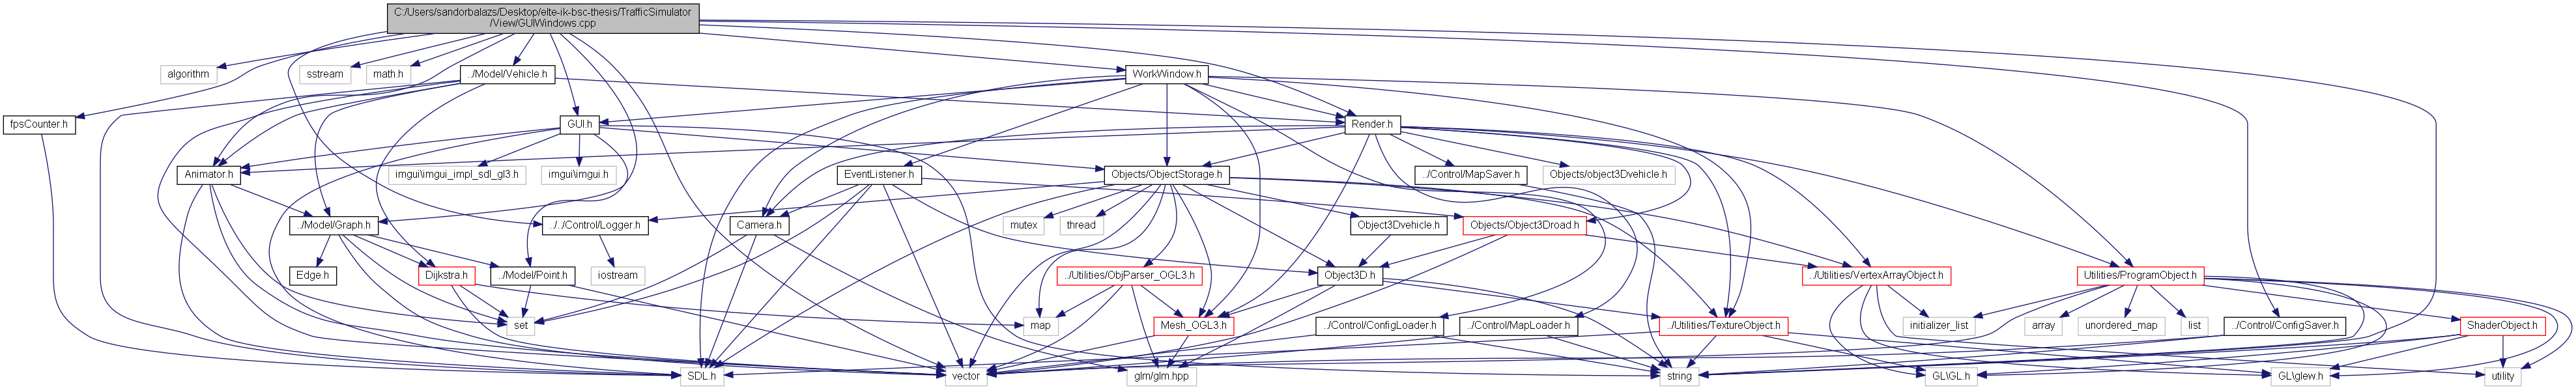 C:/Users/sandorbalazs/Desktop/elte-ik-bsc-thesis/TrafficSimulator
/View/GUIWindows.cpp
algorithm
sstream
math.h
../Model/Vehicle.h
WorkWindow.h
fpsCounter.h
GUI.h
Render.h
Animator.h
imgui\imgui_impl_sdl_gl3.h
imgui\imgui.h
EventListener.h
Objects/ObjectStorage.h
../Control/MapSaver.h
Objects/object3Dvehicle.h
../Model/Graph.h
../../Control/Logger.h
Camera.h
mutex
thread
Object3Dvehicle.h
Objects/Object3Droad.h
Edge.h
Dijkstra.h
../Model/Point.h
iostream
../Utilities/ObjParser_OGL3.h
Object3D.h
../Utilities/VertexArrayObject.h
Utilities/ProgramObject.h
set
map
Mesh_OGL3.h
../Control/ConfigLoader.h
../Control/MapLoader.h
../Utilities/TextureObject.h
initializer_list
array
unordered_map
list
../Control/ConfigSaver.h
ShaderObject.h
SDL.h
vector
glm/glm.hpp
string
GL\GL.h
GL\glew.h
utility